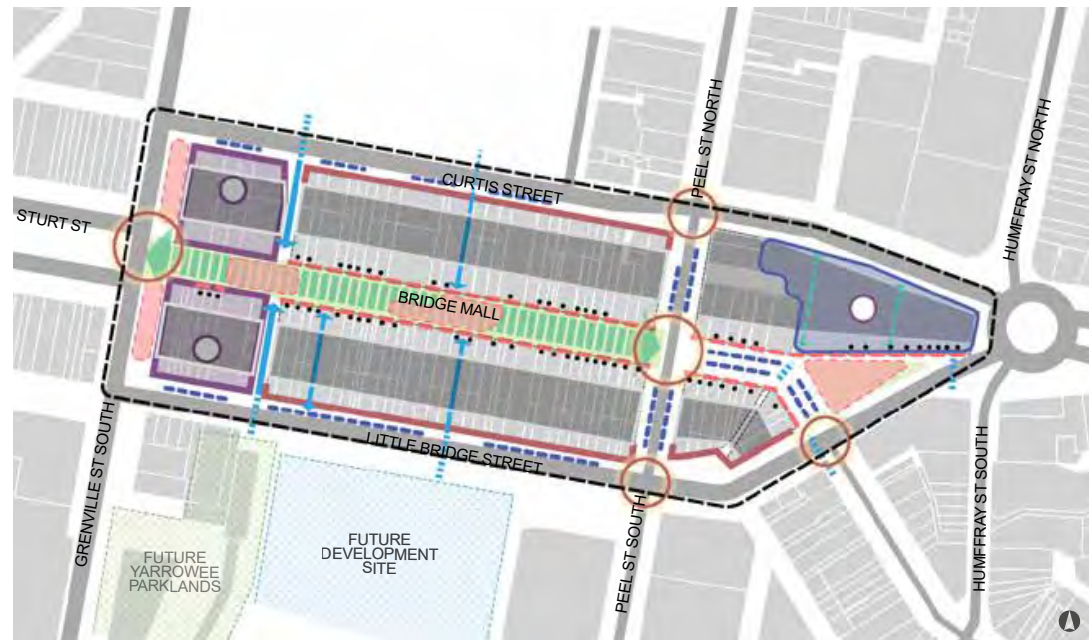 PEEL ST NORTH
HUMFFRAY ST NORTH
CURTIS STREET
STURT ST
BRIDGE MALL
LITTLE BRIDGE STREET
GRENVILLE ST SOUTH
FUTURE
YARROWEE
PARKLANDS
FUTURE
DEVELOPMENT
SITE
PEEL ST SOUTH
HUMFFRAY ST SOUTH